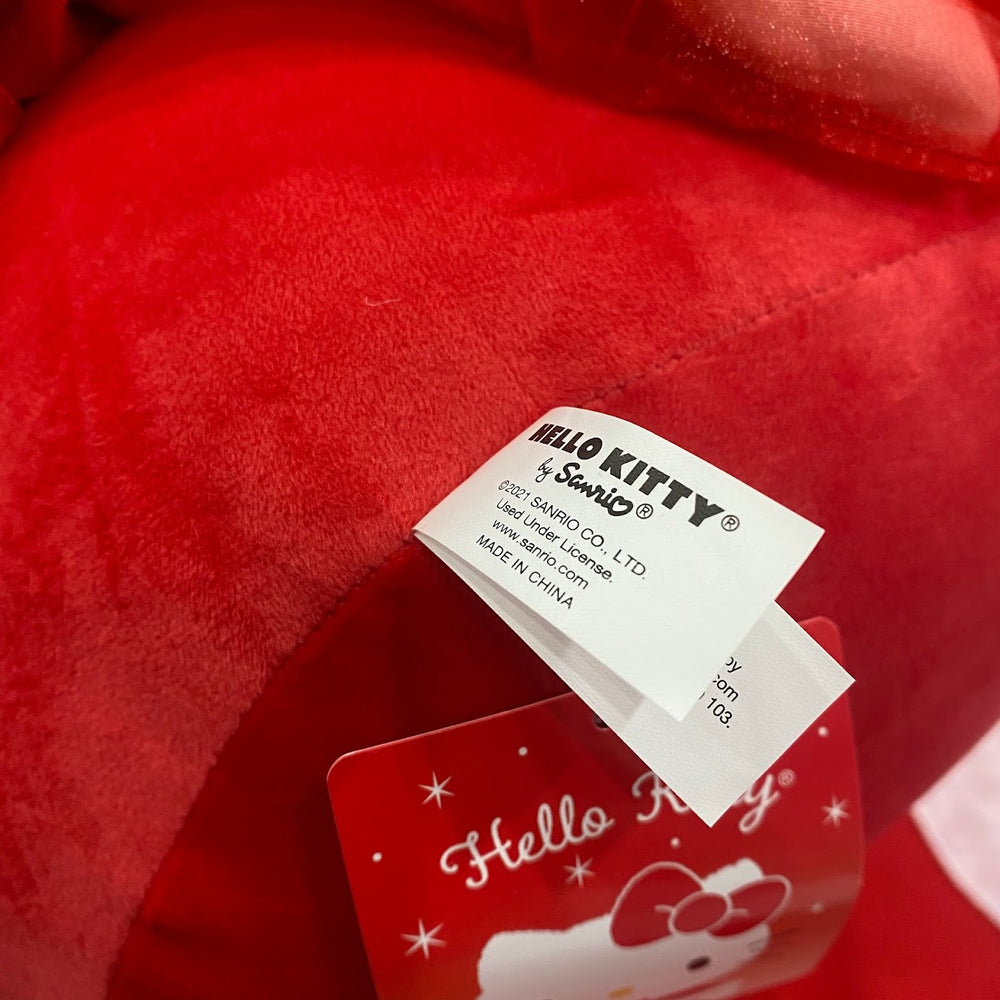 HELLO KITTY®
by Sanrio®
©2021 SANRIO CO., LTD.
Used Under License.
www.sanrio.com
MADE IN CHINA
103.
Hello